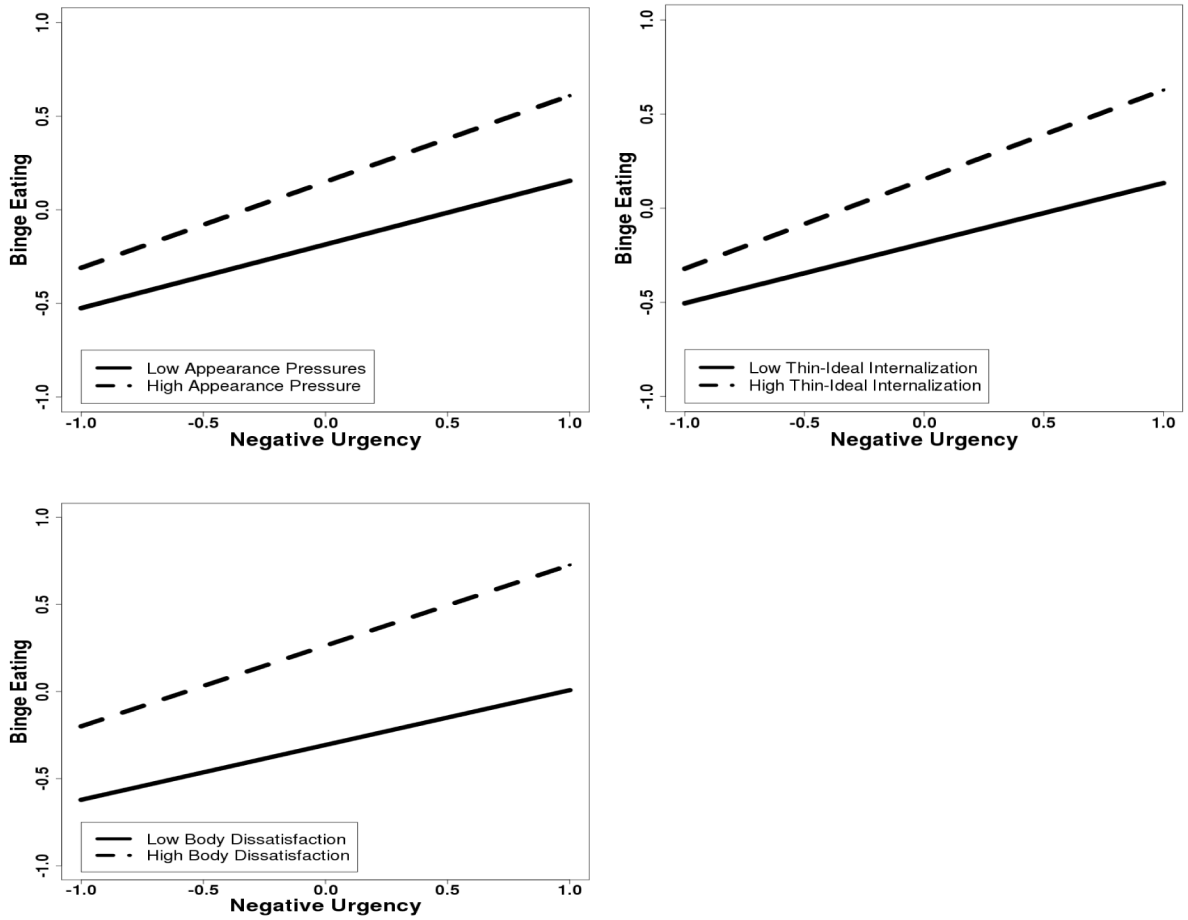 1.0
0.5
0.0
-0.5
-1.0
Binge Eating
Low Appearance Pressures
High Appearance Pressure
-1.0 -0.5 0.0 0.5 1.0
Negative Urgency
1.0
0.5
0.0
-0.5
-1.0
Binge Eating
Low Thin-Ideal Internalization
High Thin-Ideal Internalization
-1.0 -0.5 0.0 0.5 1.0
Negative Urgency
1.0
0.5
0.0
-0.5
-1.0
Binge Eating
Low Body Dissatisfaction
High Body Dissatisfaction
-1.0 -0.5 0.0 0.5 1.0
Negative Urgency